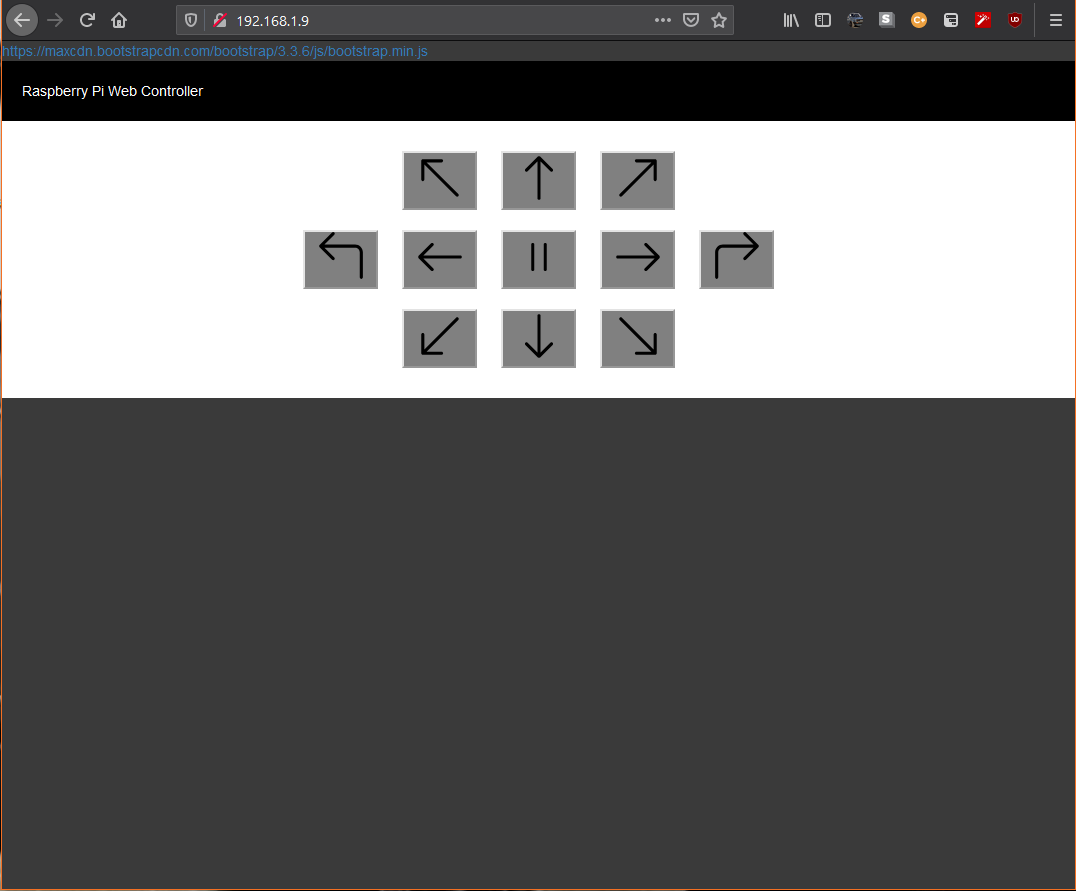 192.168.1.9
https://maxcdn.bootstrapcdn.com/bootstrap/3.3.6/js/bootstrap.min.js
Raspberry Pi Web Controller